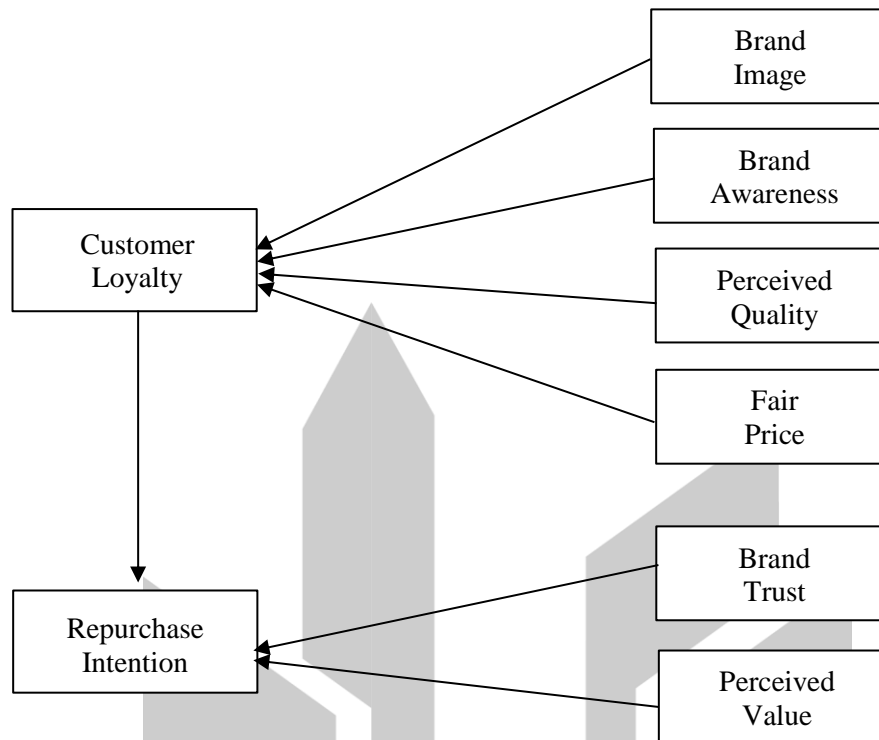 Brand
Image
Brand
Awareness
Customer
Loyalty
Perceived
Quality
Fair
Price
Brand
Trust
Repurchase
Intention
Perceived
Value